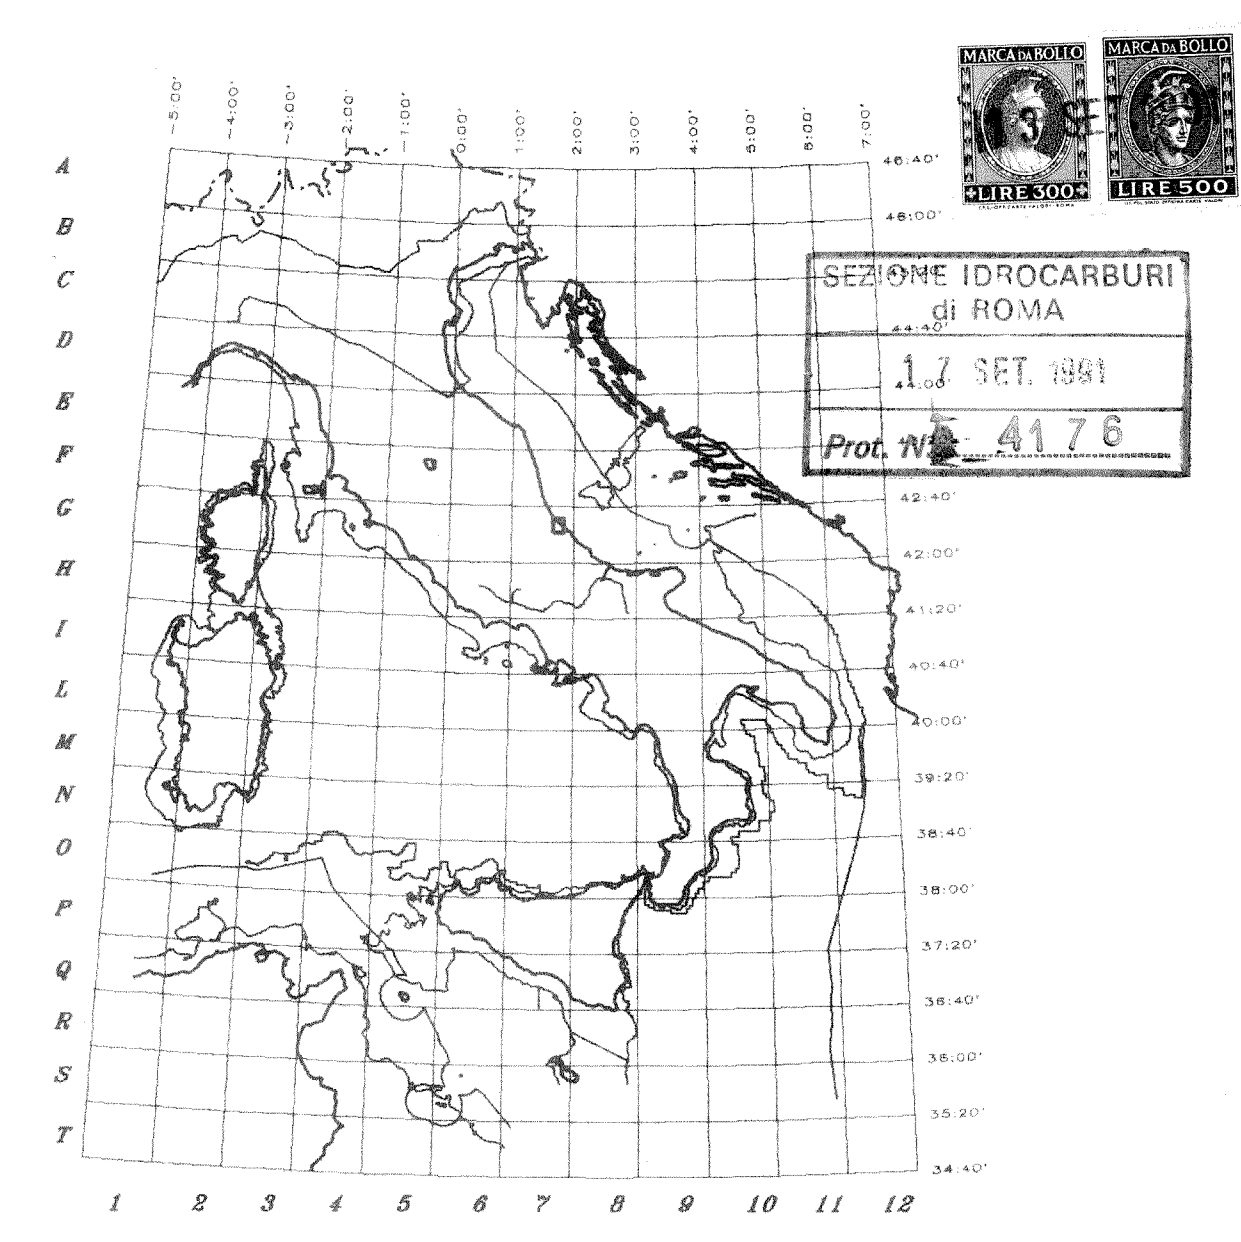 MARCA DA BOLLO
MARCA DA BOLLO
13 SET
LIRE 300
LIRE 500
-5:00' -4:00' -3:00' -2:00' -1:00' 0:00' 1:00' 2:00' 3:00' 4:00' 5:00' 6:00' 7:00'
A
46:40'
B
46:00'
C
SEZIONE IDROCARBURI
di ROMA
D
44:40'
17 SET. 1991
44:00'
E
Prot. N. 4176
F
42:40'
G
42:00'
H
41:20'
I
40:40'
L
40:00'
M
39:20'
N
38:40'
O
38:00'
P
37:20'
Q
36:40'
R
36:00'
S
35:20'
T
34:40'
1 2 3 4 5 6 7 8 9 10 11 12